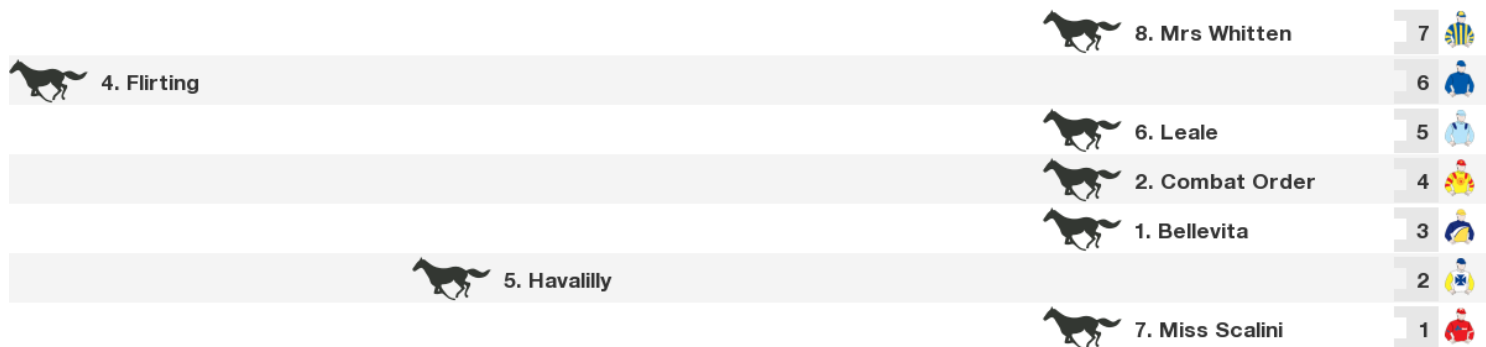 8. Mrs Whitten 7
4. Flirting 6
6. Leale 5
2. Combat Order 4
1. Bellevita 3
5. Havalilly 2
7. Miss Scalini 1